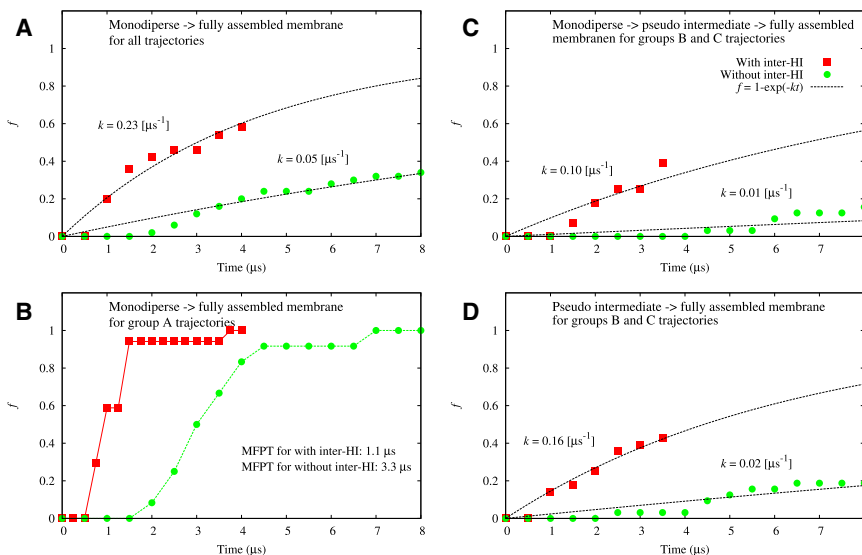 A
Monodiperse -> fully assembled membrane
for all trajectories
k = 0.23 [μs⁻¹]
k = 0.05 [μs⁻¹]
f
0
0.2
0.4
0.6
0.8
1
0 1 2 3 4 5 6 7 8
Time (μs)
C
Monodiperse -> pseudo intermediate -> fully assembled
membranen for groups B and C trajectories
With inter-HI
Without inter-HI
f = 1-exp(-kt)
k = 0.10 [μs⁻¹]
k = 0.01 [μs⁻¹]
f
0
0.2
0.4
0.6
0.8
1
0 1 2 3 4 5 6 7
Time (μs)
B
Monodiperse -> fully assembled membrane
for group A trajectories
MFPT for with inter-HI: 1.1 μs
MFPT for without inter-HI: 3.3 μs
f
0
0.2
0.4
0.6
0.8
1
0 1 2 3 4 5 6 7 8
Time (μs)
D
Pseudo intermediate -> fully assembled membrane
for groups B and C trajectories
k = 0.16 [μs⁻¹]
k = 0.02 [μs⁻¹]
f
0
0.2
0.4
0.6
0.8
1
0 1 2 3 4 5 6 7
Time (μs)